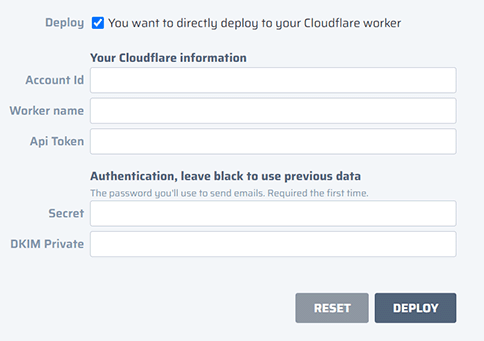 Deploy You want to directly deploy to your Cloudflare worker
Your Cloudflare information
Account Id
Worker name
Api Token
Authentication, leave black to use previous data
The password you'll use to send emails. Required the first time.
Secret
DKIM Private
RESET DEPLOY